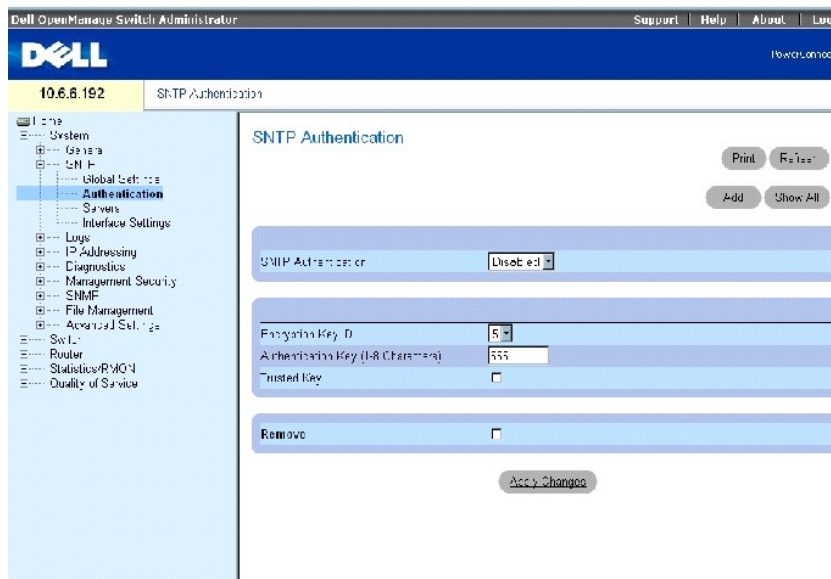 Dell OpenManage Switch Administrator
Support | Help | About
DELL
10.6.6.192
SNTP Authentication
Home
System
General
SNTP
Global Settings
Authentication
Servers
Interface Settings
Logs
IP Addressing
Diagnostics
Management Security
SNMP
File Management
Advanced Settings
Switch
Router
Statistics/RMON
Quality of Service
SNTP Authentication
Print
Refresh
Add
Show All
SNTP Authentication
Disabled
Encryption Key ID
5
Authentication Key (1-8 Characters)
555
Trusted Key
Remove
Apply Changes